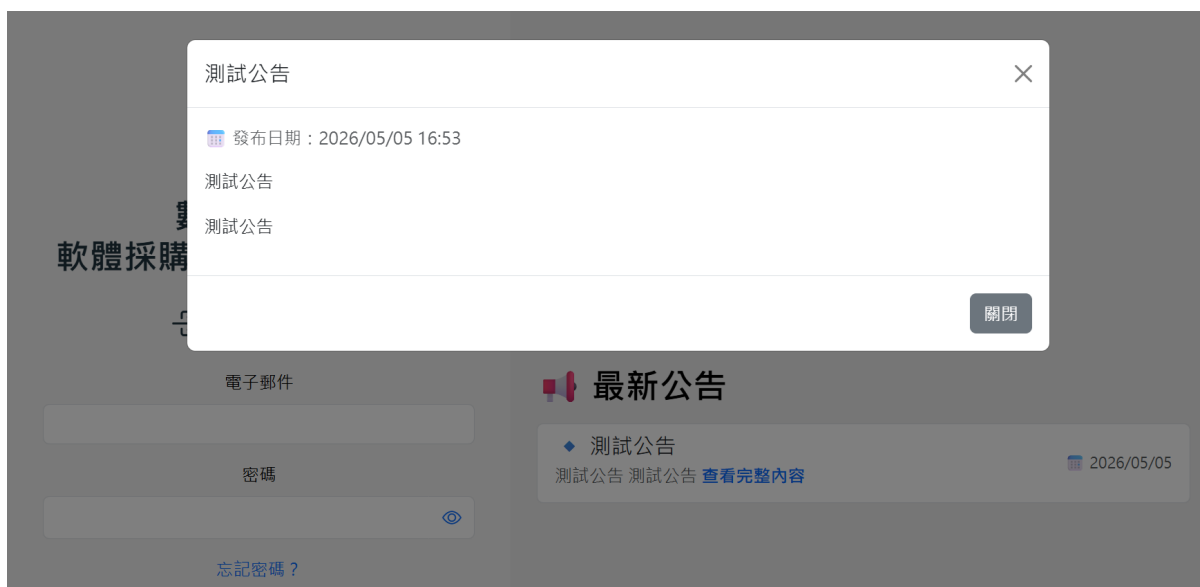 測試公告
發布日期：2026/05/05 16:53
測試公告
測試公告
關閉
軟體採購
電子郵件
密碼
忘記密碼？
最新公告
測試公告
測試公告 測試公告 查看完整內容
2026/05/05